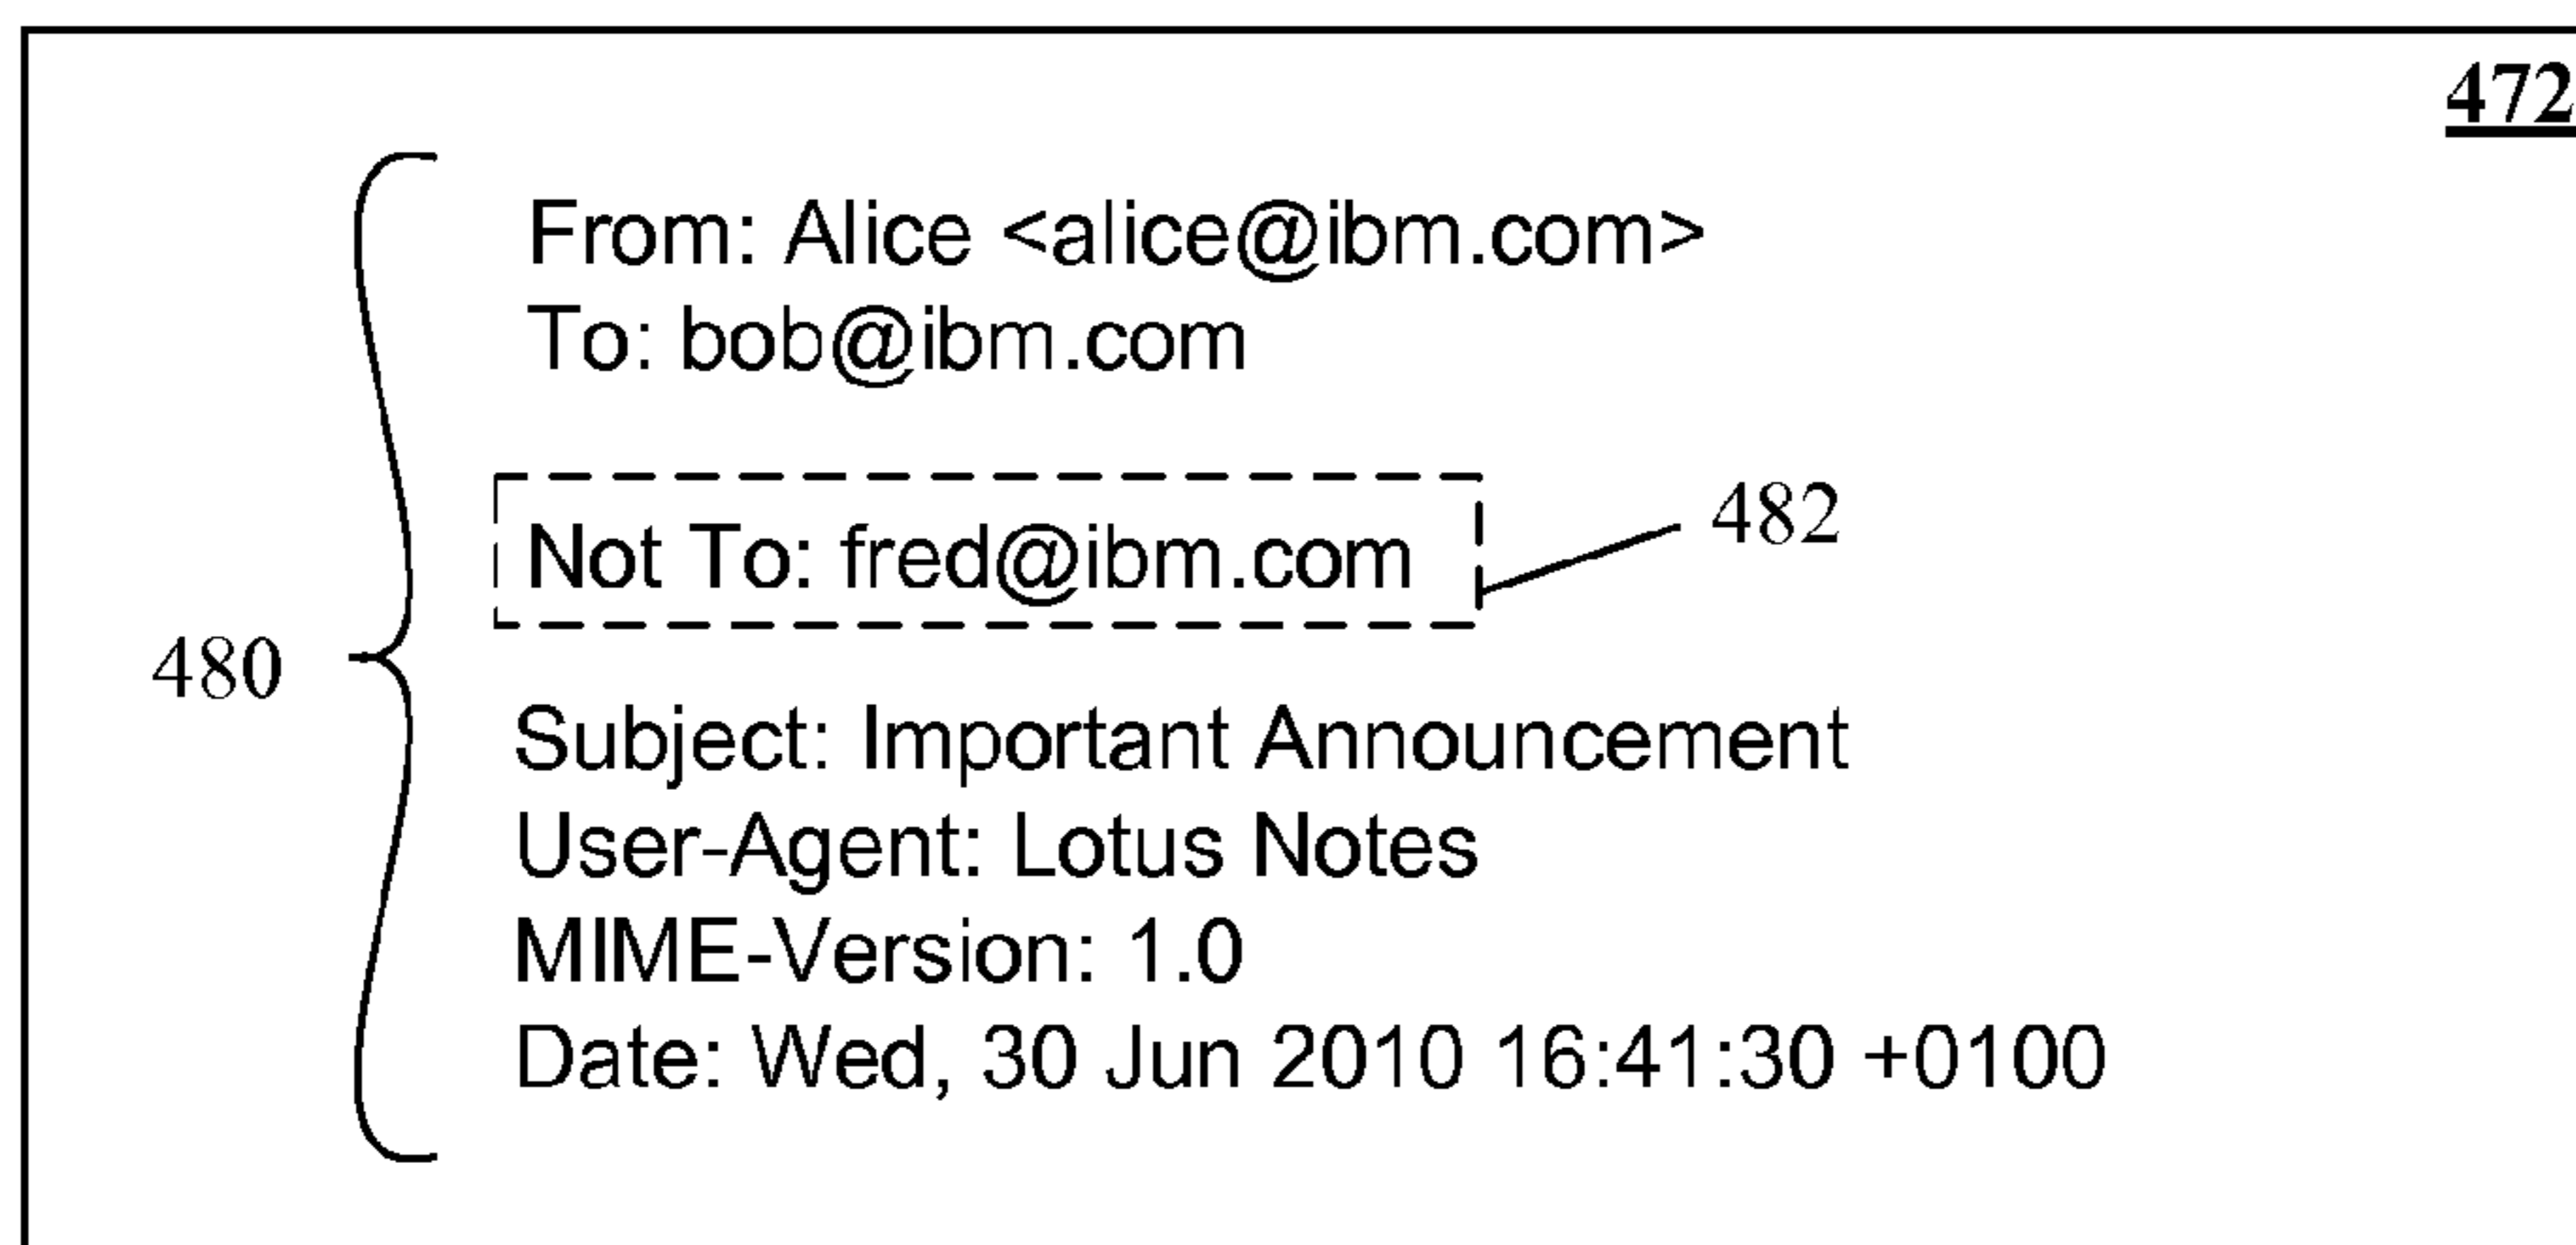 472
From: Alice <alice@ibm.com>
To: bob@ibm.com
Not To: fred@ibm.com
482
480
Subject: Important Announcement
User-Agent: Lotus Notes
MIME-Version: 1.0
Date: Wed, 30 Jun 2010 16:41:30 +0100